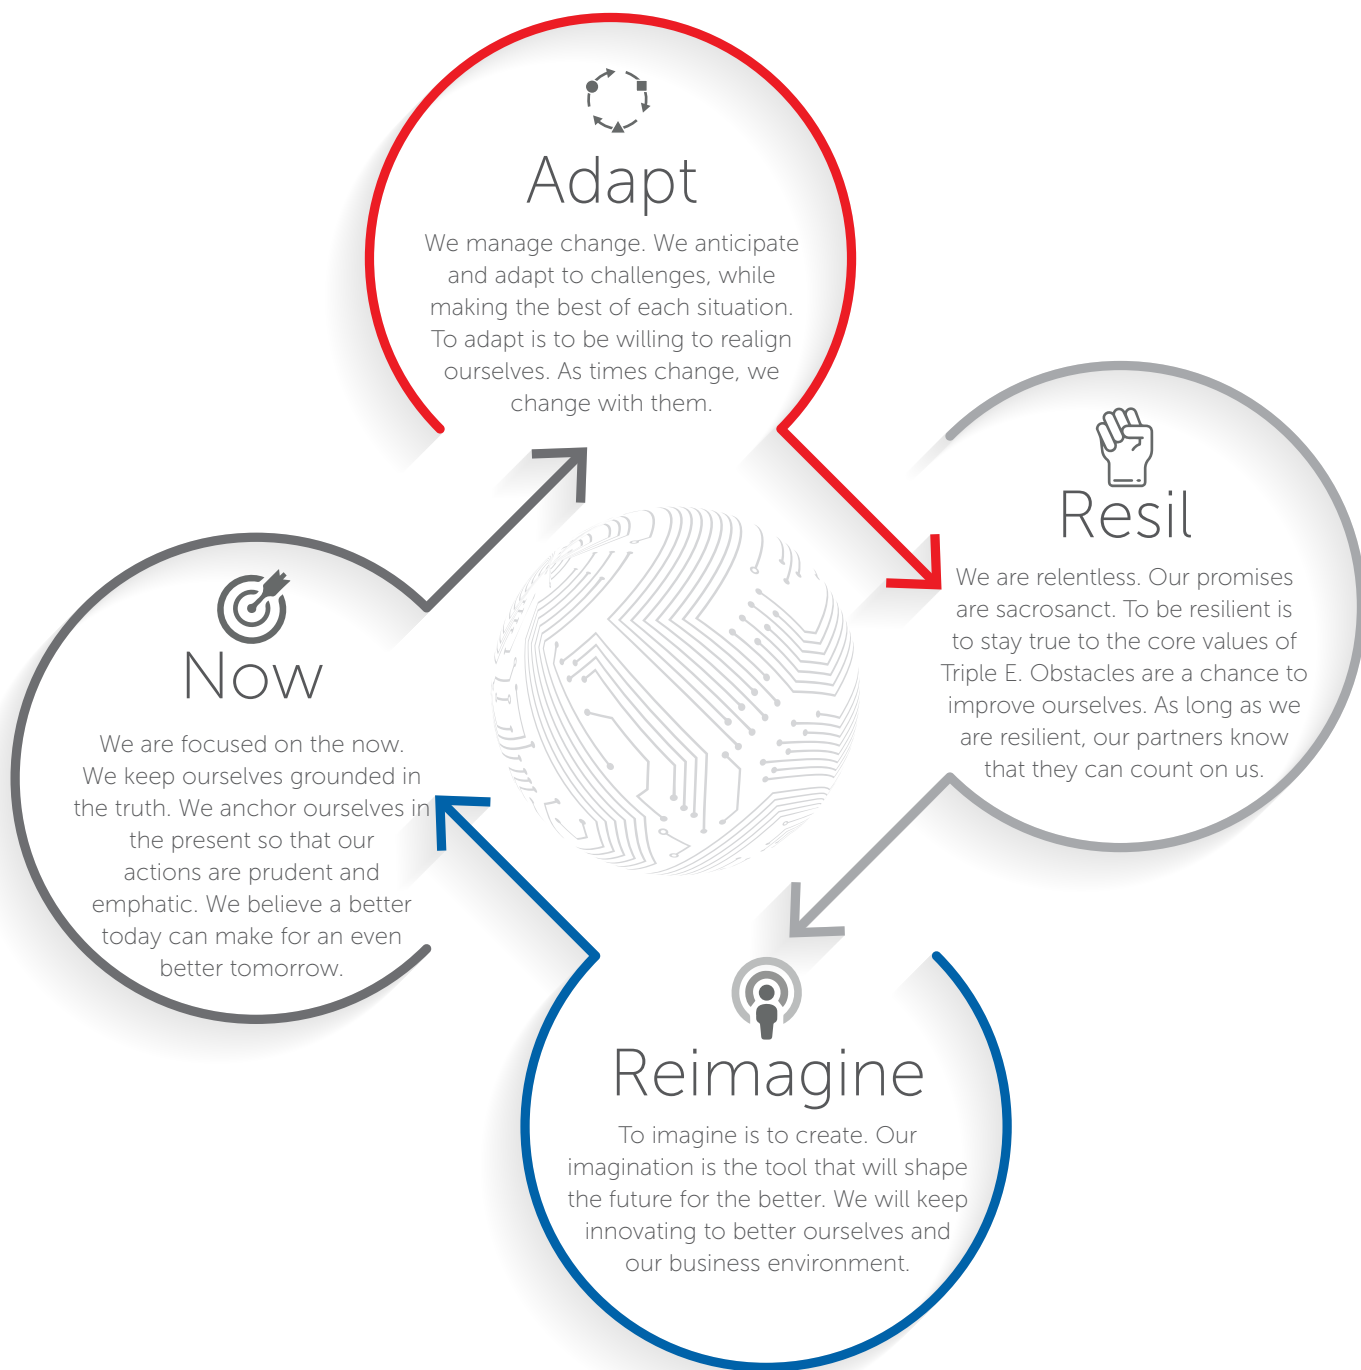 Adapt
We manage change. We anticipate
and adapt to challenges, while
making the best of each situation.
To adapt is to be willing to realign
ourselves. As times change, we
change with them.
Resil
We are relentless. Our promises
are sacrosanct. To be resilient is
to stay true to the core values of
Triple E. Obstacles are a chance to
improve ourselves. As long as we
are resilient, our partners know
that they can count on us.
Now
We are focused on the now.
We keep ourselves grounded in
the truth. We anchor ourselves in
the present so that our
actions are prudent and
emphatic. We believe a better
today can make for an even
better tomorrow.
Reimagine
To imagine is to create. Our
imagination is the tool that will shape
the future for the better. We will keep
innovating to better ourselves and
our business environment.